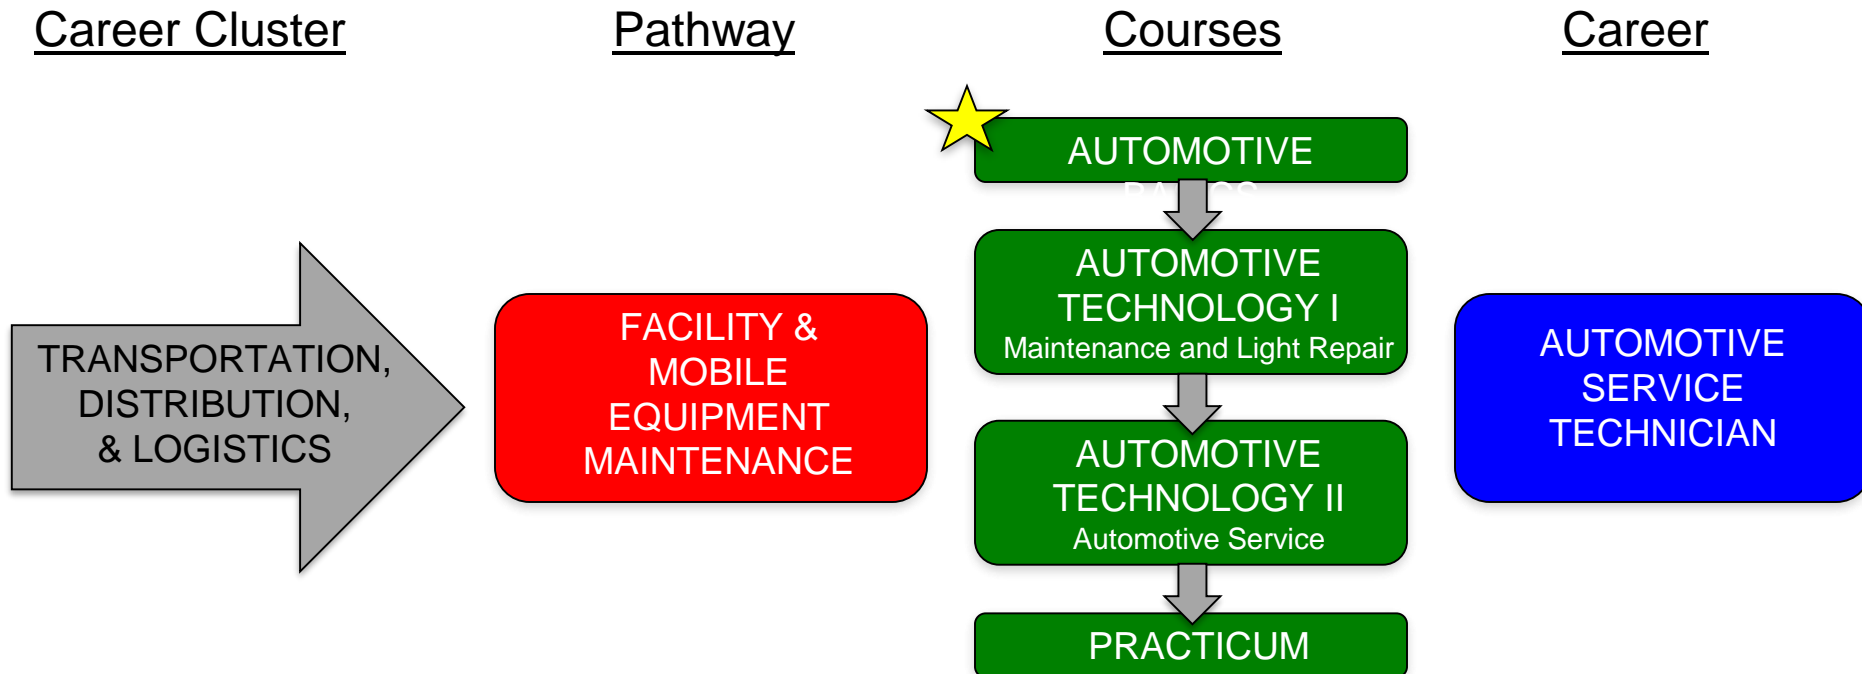 Career Cluster
Pathway
Courses
Career
TRANSPORTATION,
DISTRIBUTION,
& LOGISTICS
FACILITY &
MOBILE
EQUIPMENT
MAINTENANCE
AUTOMOTIVE
AUTOMOTIVE
TECHNOLOGY I
Maintenance and Light Repair
AUTOMOTIVE
TECHNOLOGY II
Automotive Service
PRACTICUM
AUTOMOTIVE
SERVICE
TECHNICIAN